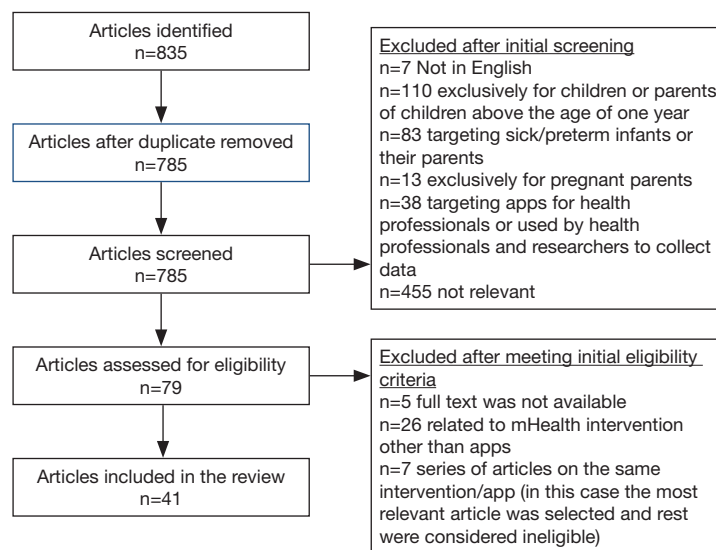 Articles identified
n=835
Articles after duplicate removed
n=785
Articles screened
n=785
Articles assessed for eligibility
n=79
Articles included in the review
n=41
Excluded after initial screening
n=7 Not in English
n=110 exclusively for children or parents
of children above the age of one year
n=83 targeting sick/preterm infants or
their parents
n=13 exclusively for pregnant parents
n=38 targeting apps for health
professionals or used by health
professionals and researchers to collect
data
n=455 not relevant
Excluded after meeting initial eligibility
criteria
n=5 full text was not available
n=26 related to mHealth intervention
other than apps
n=7 series of articles on the same
intervention/app (in this case the most
relevant article was selected and rest
were considered ineligible)